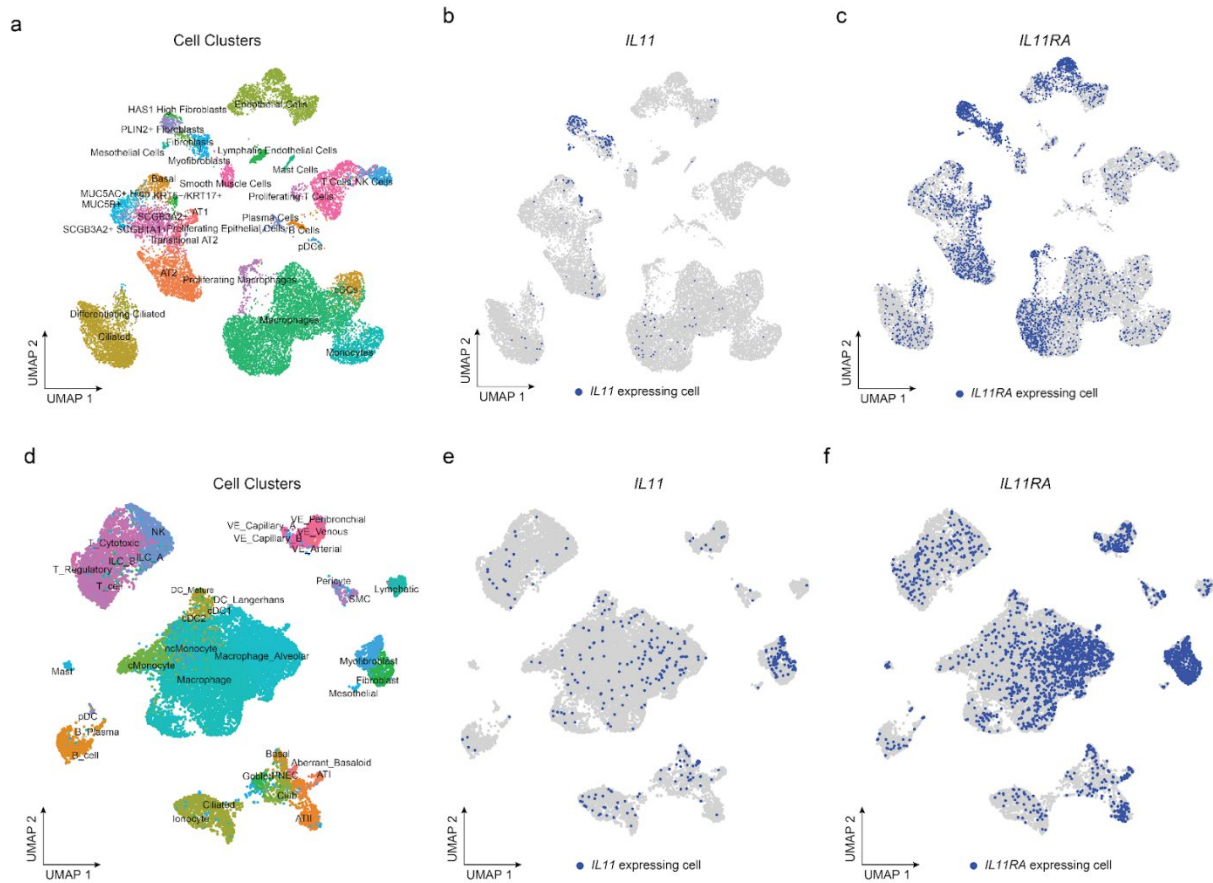 a
b
c
Cell Clusters
IL11
IL11RA
Endothelial Cells
HAS1 High Fibroblasts
PLIN2+ Fibroblasts
Fibroblasts
Mesothelial Cells
Lymphatic Endothelial Cells
Myofibroblasts
Mast Cells
Basal
Smooth Muscle Cells
T Cells
NK Cells
MUC5AC+ High
KRT5-/KRT17+
Proliferating T Cells
MUC5B+
AT1
SCGB3A2+
Plasma Cells
SCGB3A2+ SCGB1A1+
Proliferating Epithelial Cells
B Cells
Transitional AT2
pDCs
AT2
Proliferating Macrophages
cDCs
Differentiating Ciliated
Macrophages
Ciliated
Monocytes
UMAP 2
UMAP 1
UMAP 2
UMAP 1
IL11 expressing cell
UMAP 2
UMAP 1
IL11RA expressing cell
d
e
f
Cell Clusters
IL11
IL11RA
NK
VE_Peribronchial
VE_Capillary_A
VE_Venous
T_Cytotoxic
VE_Capillary_B
ILC_B
ILC_A
VE_Arterial
T_Regulatory
T_cell
Pericyte
Lymphatic
DC_Mature
DC_Langerhans
SMC
cDC1
cDC2
ncMonocyte
Macrophage_Alveolar
Myofibroblast
cMonocyte
Mast
Macrophage
Fibroblast
Mesothelial
pDC
B_Plasma
B_cell
Basal
Aberrant_Basaloid
Goblet
PNEC
ATI
Ciliated
Club
Ionocyte
ATII
UMAP 2
UMAP 1
UMAP 2
UMAP 1
IL11 expressing cell
UMAP 2
UMAP 1
IL11RA expressing cell